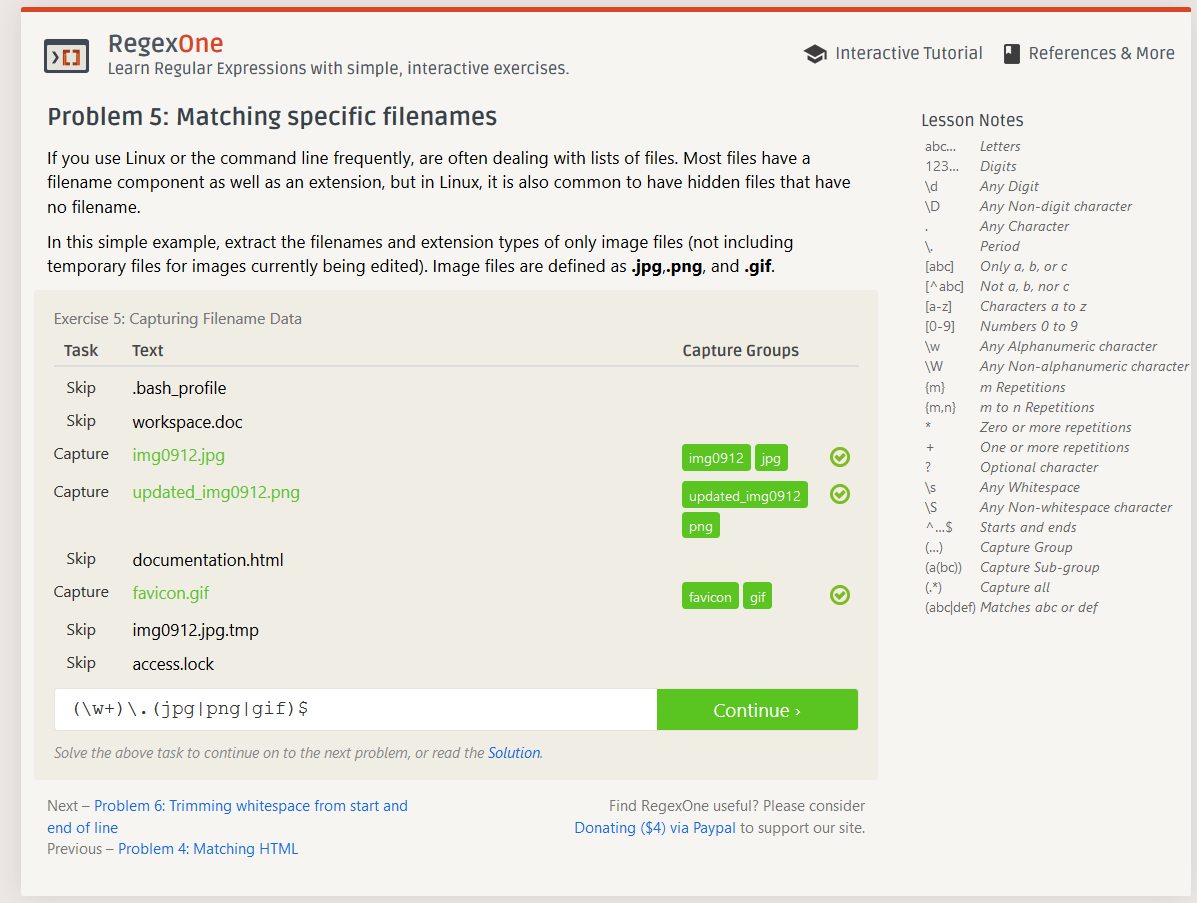 RegexOne
Learn Regular Expressions with simple, interactive exercises.
Interactive Tutorial
References & More
Problem 5: Matching specific filenames
If you use Linux or the command line frequently, are often dealing with lists of files. Most files have a
filename component as well as an extension, but in Linux, it is also common to have hidden files that have
no filename.
In this simple example, extract the filenames and extension types of only image files (not including
temporary files for images currently being edited). Image files are defined as .jpg,.png, and .gif.
Exercise 5: Capturing Filename Data
Task Text Capture Groups
Skip .bash_profile
Skip workspace.doc
Capture img0912.jpg img0912 jpg
Capture updated_img0912.png updated_img0912
png
Skip documentation.html
Capture favicon.gif favicon gif
Skip img0912.jpg.tmp
Skip access.lock
(\w+)\.(jpg|png|gif)$ Continue ›
Solve the above task to continue on to the next problem, or read the Solution.
Next – Problem 6: Trimming whitespace from start and
end of line
Previous – Problem 4: Matching HTML
Find RegexOne useful? Please consider
Donating ($4) via Paypal to support our site.
Lesson Notes
abc… Letters
123… Digits
\d Any Digit
\D Any Non-digit character
. Any Character
\. Period
[abc] Only a, b, or c
[^abc] Not a, b, nor c
[a-z] Characters a to z
[0-9] Numbers 0 to 9
\w Any Alphanumeric character
\W Any Non-alphanumeric character
{m} m Repetitions
{m,n} m to n Repetitions
* Zero or more repetitions
+ One or more repetitions
? Optional character
\s Any Whitespace
\S Any Non-whitespace character
^…$ Starts and ends
(…) Capture Group
(a(bc)) Capture Sub-group
(.*) Capture all
(abc|def) Matches abc or def